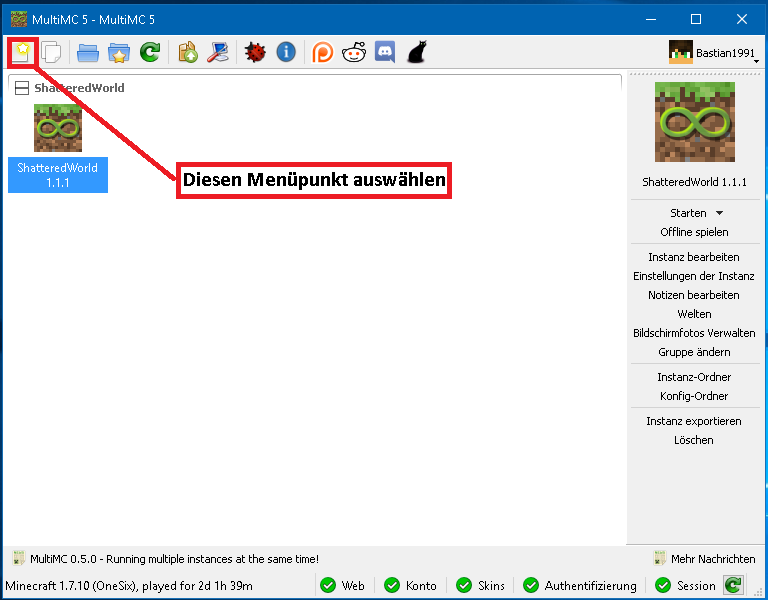 MultiMC 5 - MultiMC 5
Bastian1991
ShatteredWorld
ShatteredWorld
1.1.1
Diesen Menüpunkt auswählen
ShatteredWorld 1.1.1
Starten
Offline spielen
Instanz bearbeiten
Einstellungen der Instanz
Notizen bearbeiten
Welten
Bildschirmfotos Verwalten
Gruppe ändern
Instanz-Ordner
Konfig-Ordner
Instanz exportieren
Löschen
MultiMC 0.5.0 - Running multiple instances at the same time!
Mehr Nachrichten
Minecraft 1.7.10 (OneSix), played for 2d 1h 39m
Web
Konto
Skins
Authentifizierung
Session